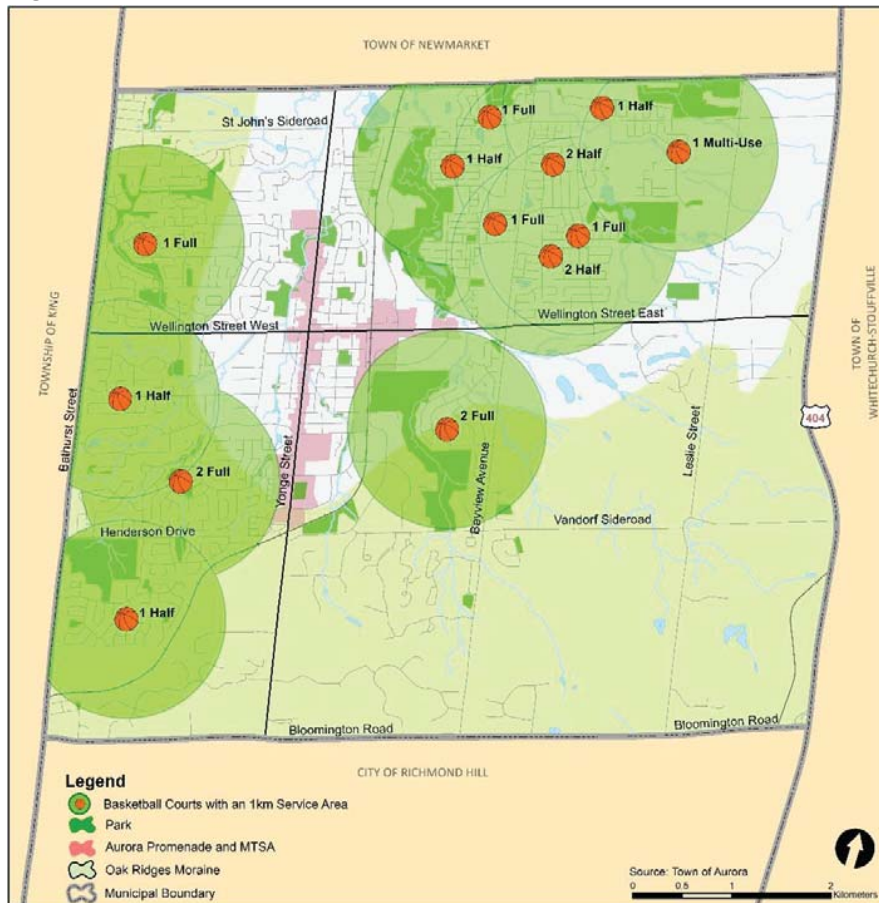 TOWN OF NEWMARKET
St John's Sideroad
1 Full
1 Half
1 Half
2 Half
1 Multi-Use
1 Full
1 Full
1 Full
2 Half
Wellington Street West
Wellington Street East
TOWNSHIP OF KING
Bathurst Street
TOWN OF
WHITECHURCH-STOUFFVILLE
404
1 Half
2 Full
2 Full
Yonge Street
Bayview Avenue
Leslie Street
Henderson Drive
Vandorf Sideroad
1 Half
Bloomington Road
Bloomington Road
CITY OF RICHMOND HILL
Legend
Basketball Courts with an 1km Service Area
Park
Aurora Promenade and MTSA
Oak Ridges Moraine
Municipal Boundary
Source: Town of Aurora
0 0.5 1 2
Kilometers